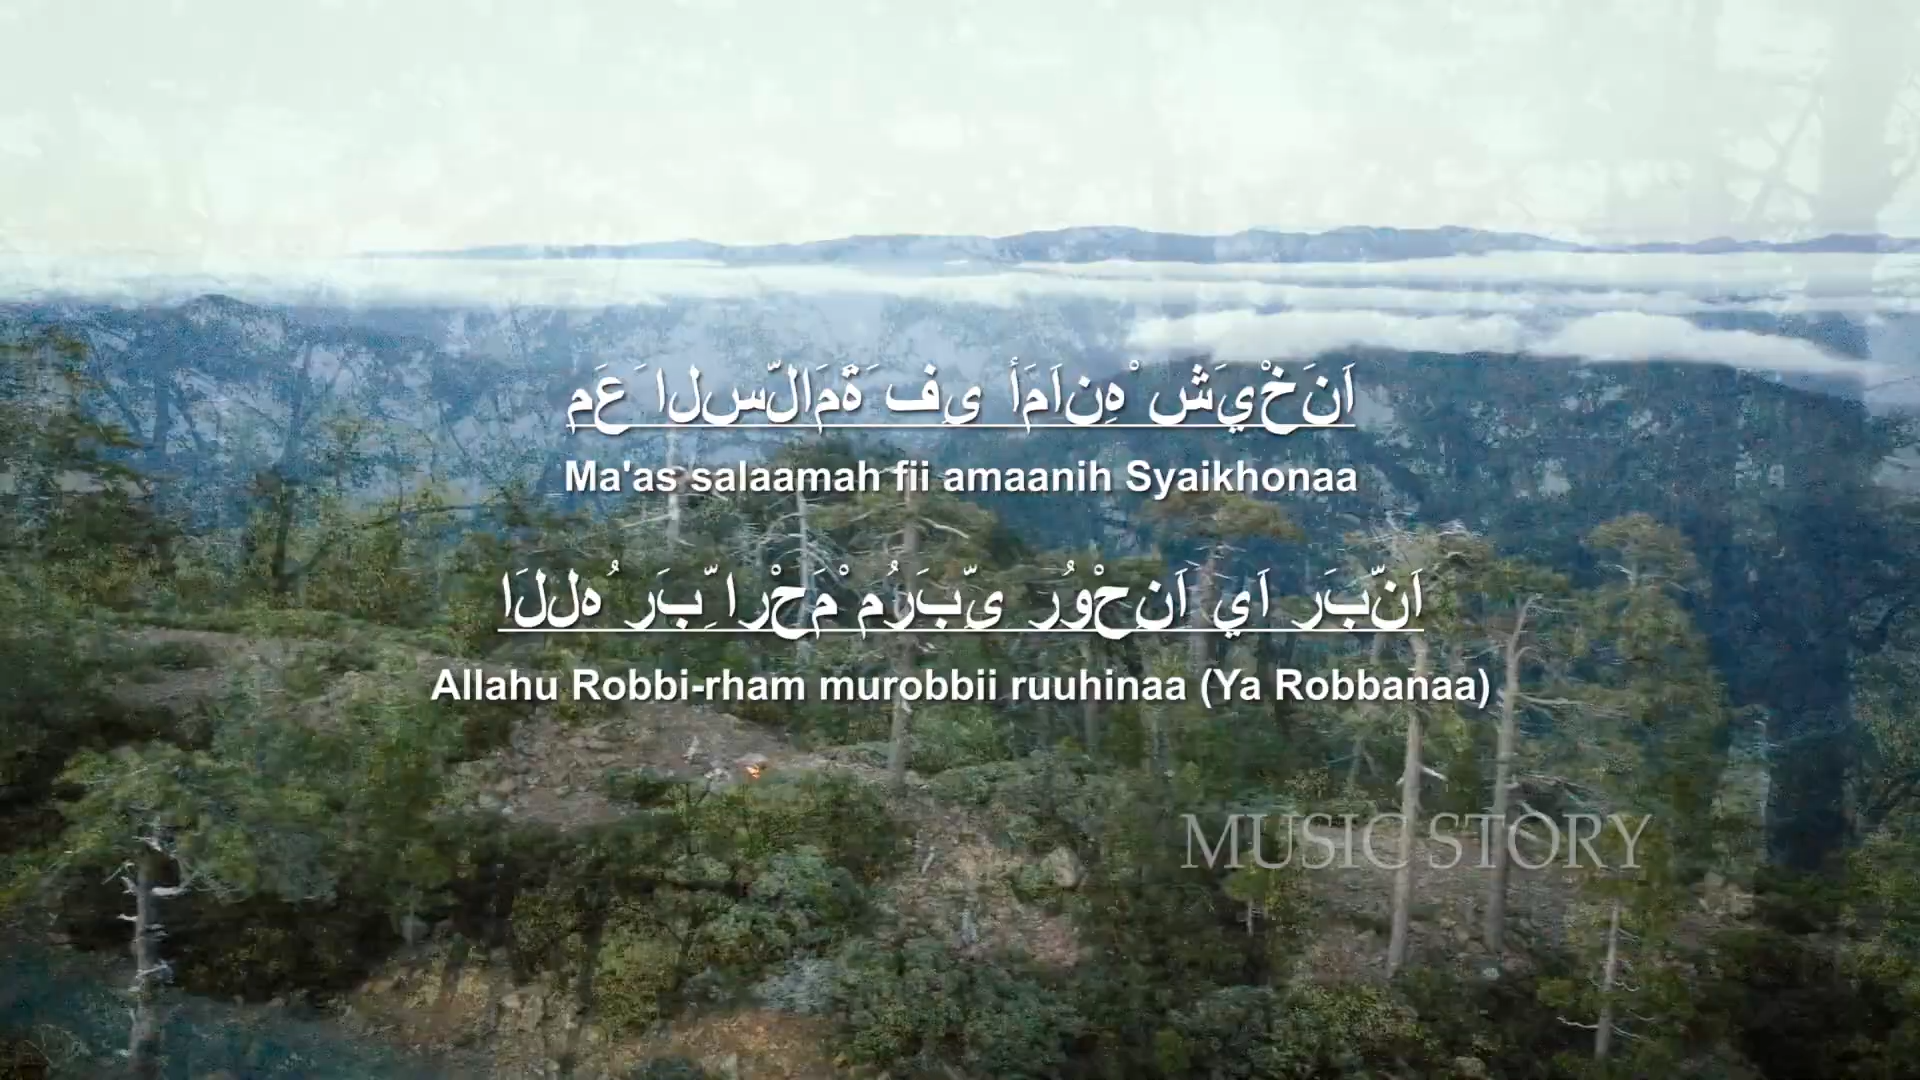 مَعَ السَّلَامَةَ فِى أَمَانِهْ شَيْخَنَا
Ma'as salaamah fii amaanih Syaikhonaa
اَللهُ رَبِّ ارْحَمْ مُرَبِّى رُوْحِنَا يَا رَبَّنَا
Allahu Robbi-rham murobbii ruuhinaa (Ya Robbanaa)
MUSIC STORY